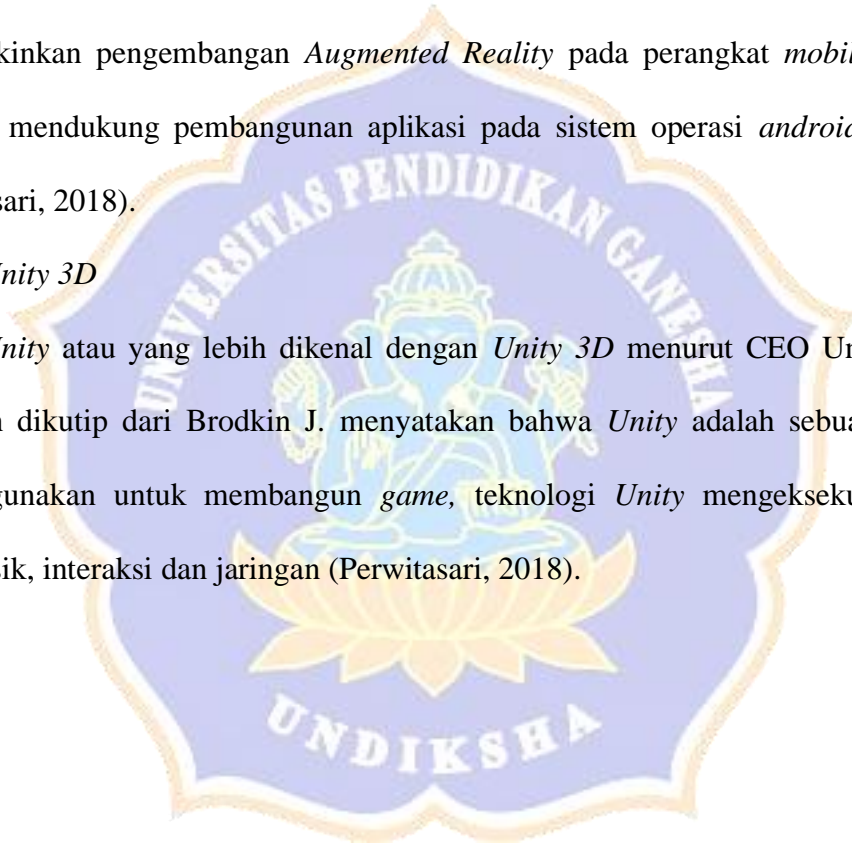 kinkan pengembangan Augmented Reality pada perangkat mobil
mendukung pembangunan aplikasi pada sistem operasi android
sari, 2018).
nity 3D
nity atau yang lebih dikenal dengan Unity 3D menurut CEO Un
dikutip dari Brodkin J. menyatakan bahwa Unity adalah sebua
gunakan untuk membangun game, teknologi Unity mengekseku
sik, interaksi dan jaringan (Perwitasari, 2018).
UNIVERSITAS PENDIDIKAN GANESHA
UNDIKSHA